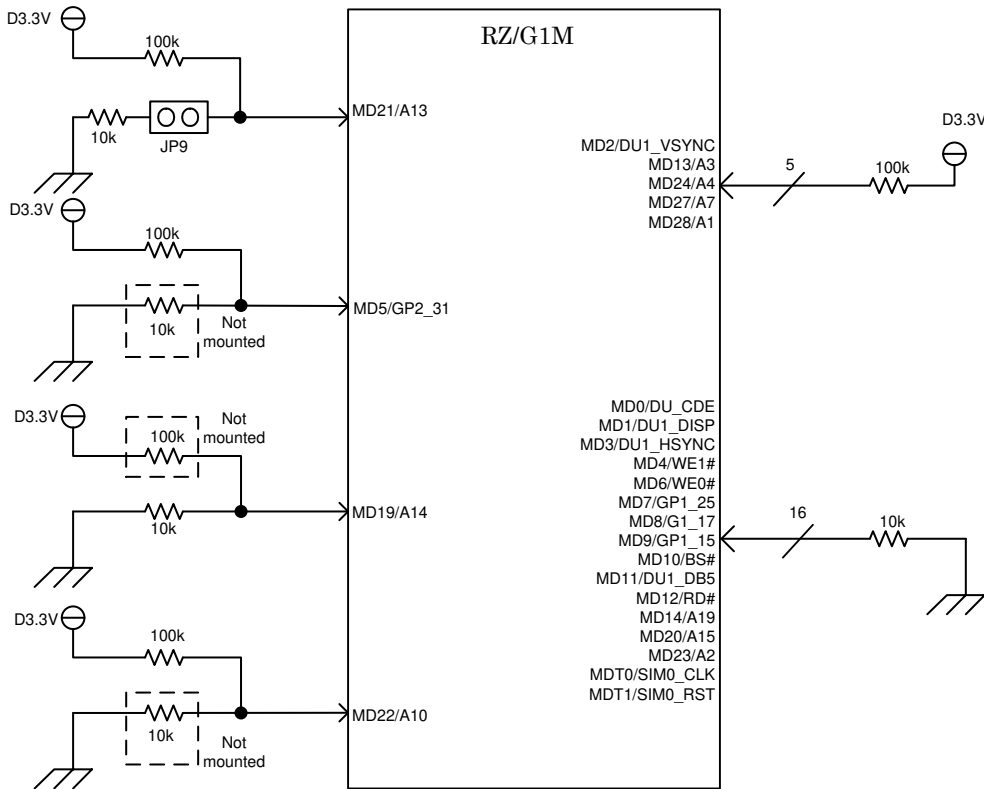 RZ/G1M
D3.3V
100k
10k
JP9
MD21/A13
D3.3V
100k
10k
Not
mounted
MD5/GP2_31
D3.3V
100k
Not
mounted
10k
MD19/A14
D3.3V
100k
10k
Not
mounted
MD22/A10
MD2/DU1_VSYNC
MD13/A3
MD24/A4
MD27/A7
MD28/A1
5
100k
D3.3V
MD0/DU_CDE
MD1/DU1_DISP
MD3/DU1_HSYNC
MD4/WE1#
MD6/WE0#
MD7/GP1_25
MD8/G1_17
MD9/GP1_15
MD10/BS#
MD11/DU1_DB5
MD12/RD#
MD14/A19
MD20/A15
MD23/A2
MDT0/SIM0_CLK
MDT1/SIM0_RST
16
10k